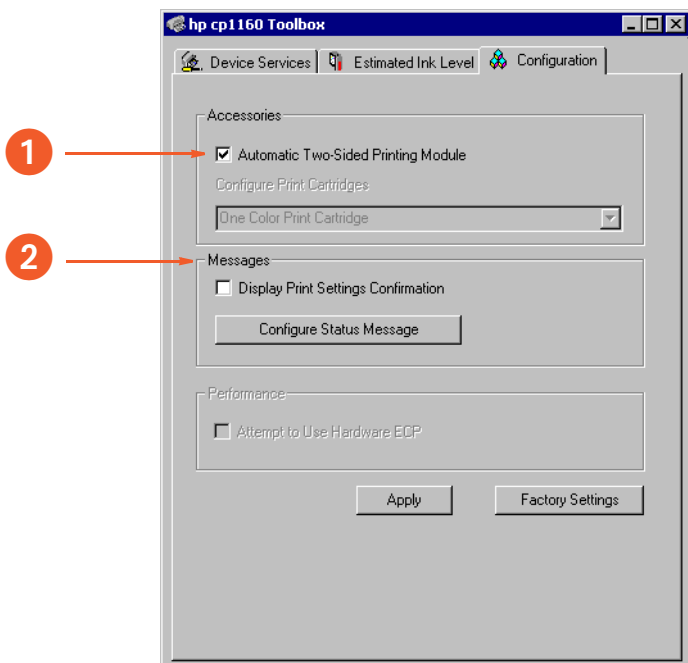 hp cp1160 Toolbox
Device Services Estimated Ink Level Configuration
Accessories
1
Automatic Two-Sided Printing Module
Configure Print Cartridges
One Color Print Cartridge
2
Messages
Display Print Settings Confirmation
Configure Status Message
Performance
Attempt to Use Hardware ECP
Apply Factory Settings